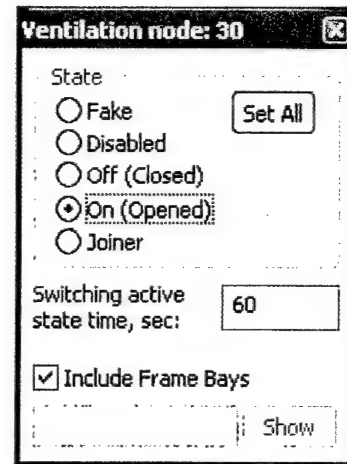 Ventilation node: 30
State
Fake
Set All
Disabled
Off (Closed)
On (Opened)
Joiner
Switching active
state time, sec:
60
Include Frame Bays
Show